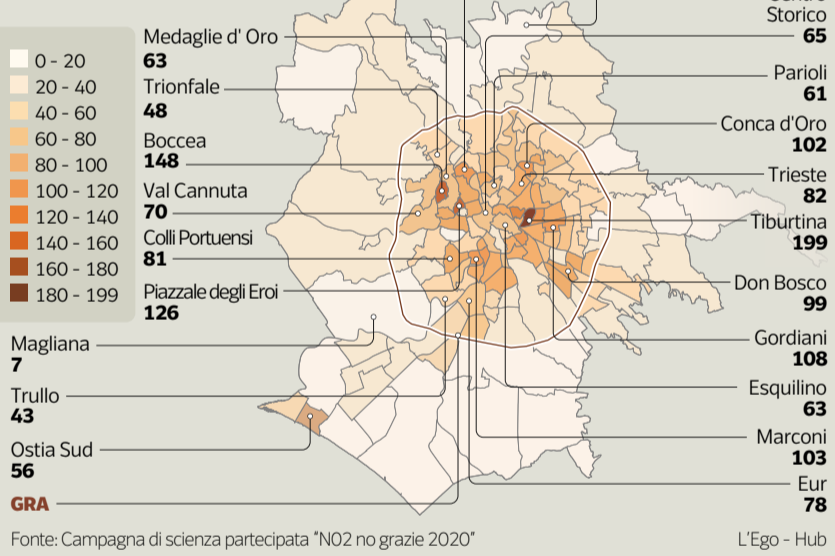 Storico
65
Medaglie d' Oro
63
0 - 20
20 - 40
40 - 60
60 - 80
80 - 100
100 - 120
120 - 140
140 - 160
160 - 180
180 - 199
Trionfale
48
Boccea
148
Val Cannuta
70
Colli Portuensi
81
Piazzale degli Eroi
126
Magliana
7
Trullo
43
Ostia Sud
56
GRA
Parioli
61
Conca d'Oro
102
Trieste
82
Tiburtina
199
Don Bosco
99
Gordiani
108
Esquilino
63
Marconi
103
Eur
78
Fonte: Campagna di scienza partecipata "N02 no grazie 2020"
L'Ego - Hub